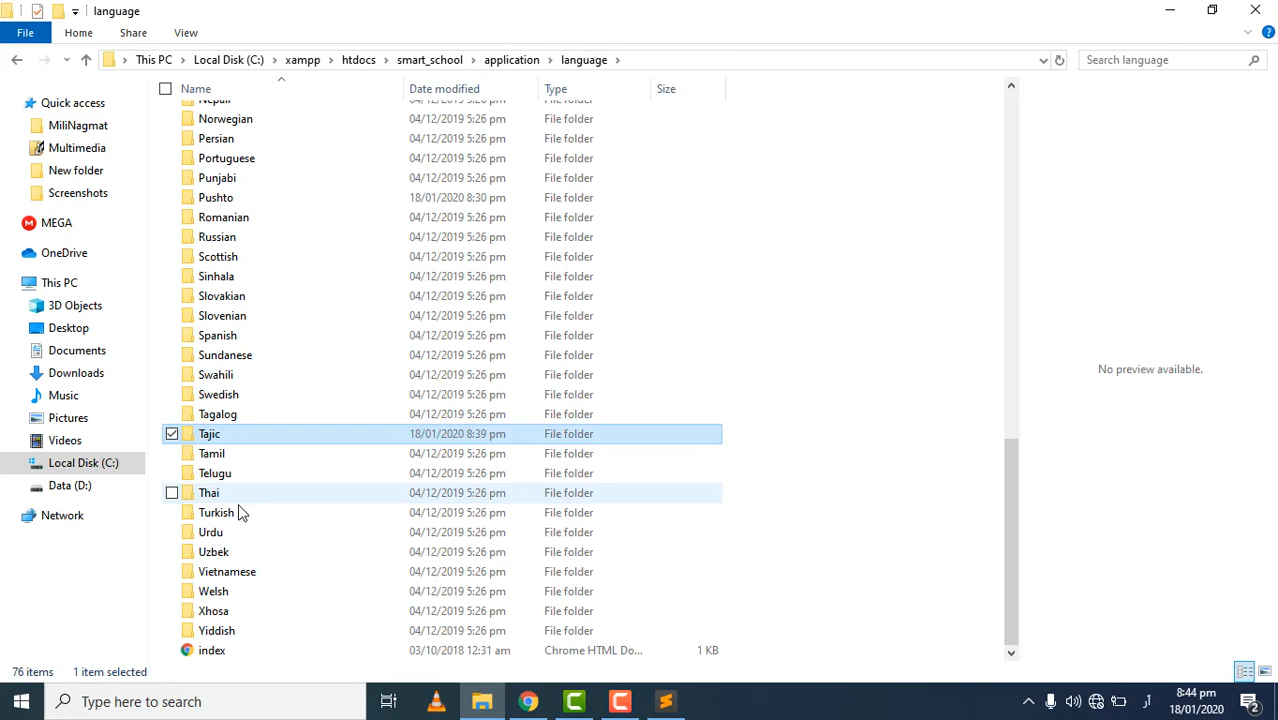 language
File Home Share View
This PC Local Disk (C:) xampp htdocs smart_school application language
Search language
Name Date modified Type Size
Quick access
MiliNagmat
Multimedia
New folder
Screenshots
MEGA
OneDrive
This PC
3D Objects
Desktop
Documents
Downloads
Music
Pictures
Videos
Local Disk (C:)
Data (D:)
Network
Nepali 04/12/2019 5:26 pm File folder
Norwegian 04/12/2019 5:26 pm File folder
Persian 04/12/2019 5:26 pm File folder
Portuguese 04/12/2019 5:26 pm File folder
Punjabi 04/12/2019 5:26 pm File folder
Pushto 18/01/2020 8:30 pm File folder
Romanian 04/12/2019 5:26 pm File folder
Russian 04/12/2019 5:26 pm File folder
Scottish 04/12/2019 5:26 pm File folder
Sinhala 04/12/2019 5:26 pm File folder
Slovakian 04/12/2019 5:26 pm File folder
Slovenian 04/12/2019 5:26 pm File folder
Spanish 04/12/2019 5:26 pm File folder
Sundanese 04/12/2019 5:26 pm File folder
Swahili 04/12/2019 5:26 pm File folder
Swedish 04/12/2019 5:26 pm File folder
Tagalog 04/12/2019 5:26 pm File folder
Tajic 18/01/2020 8:39 pm File folder
Tamil 04/12/2019 5:26 pm File folder
Telugu 04/12/2019 5:26 pm File folder
Thai 04/12/2019 5:26 pm File folder
Turkish 04/12/2019 5:26 pm File folder
Urdu 04/12/2019 5:26 pm File folder
Uzbek 04/12/2019 5:26 pm File folder
Vietnamese 04/12/2019 5:26 pm File folder
Welsh 04/12/2019 5:26 pm File folder
Xhosa 04/12/2019 5:26 pm File folder
Yiddish 04/12/2019 5:26 pm File folder
index 03/10/2018 12:31 am Chrome HTML Do... 1 KB
No preview available.
76 items 1 item selected
Type here to search
8:44 pm
18/01/2020
2